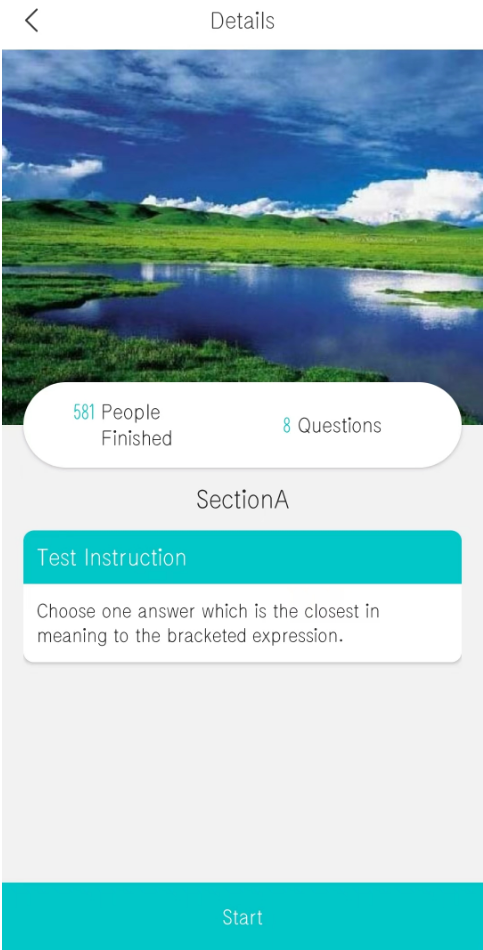 Details
581 People
Finished
8 Questions
SectionA
Test Instruction
Choose one answer which is the closest in
meaning to the bracketed expression.
Start